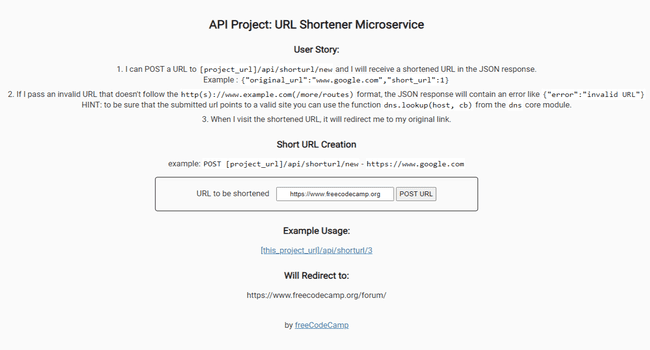 API Project: URL Shortener Microservice
User Story:
1. I can POST a URL to [project_url]/api/shorturl/new and I will receive a shortened URL in the JSON response.
Example : {"original_url":"www.google.com","short_url":1}
2. If I pass an invalid URL that doesn't follow the http(s)://www.example.com(/more/routes) format, the JSON response will contain an error like {"error":"invalid URL"}
HINT: to be sure that the submitted url points to a valid site you can use the function dns.lookup(host, cb) from the dns core module.
3. When I visit the shortened URL, it will redirect me to my original link.
Short URL Creation
example: POST [project_url]/api/shorturl/new - https://www.google.com
URL to be shortened https://www.freecodecamp.org POST URL
Example Usage:
[this_project_url]/api/shorturl/3
Will Redirect to:
https://www.freecodecamp.org/forum/
by freeCodeCamp